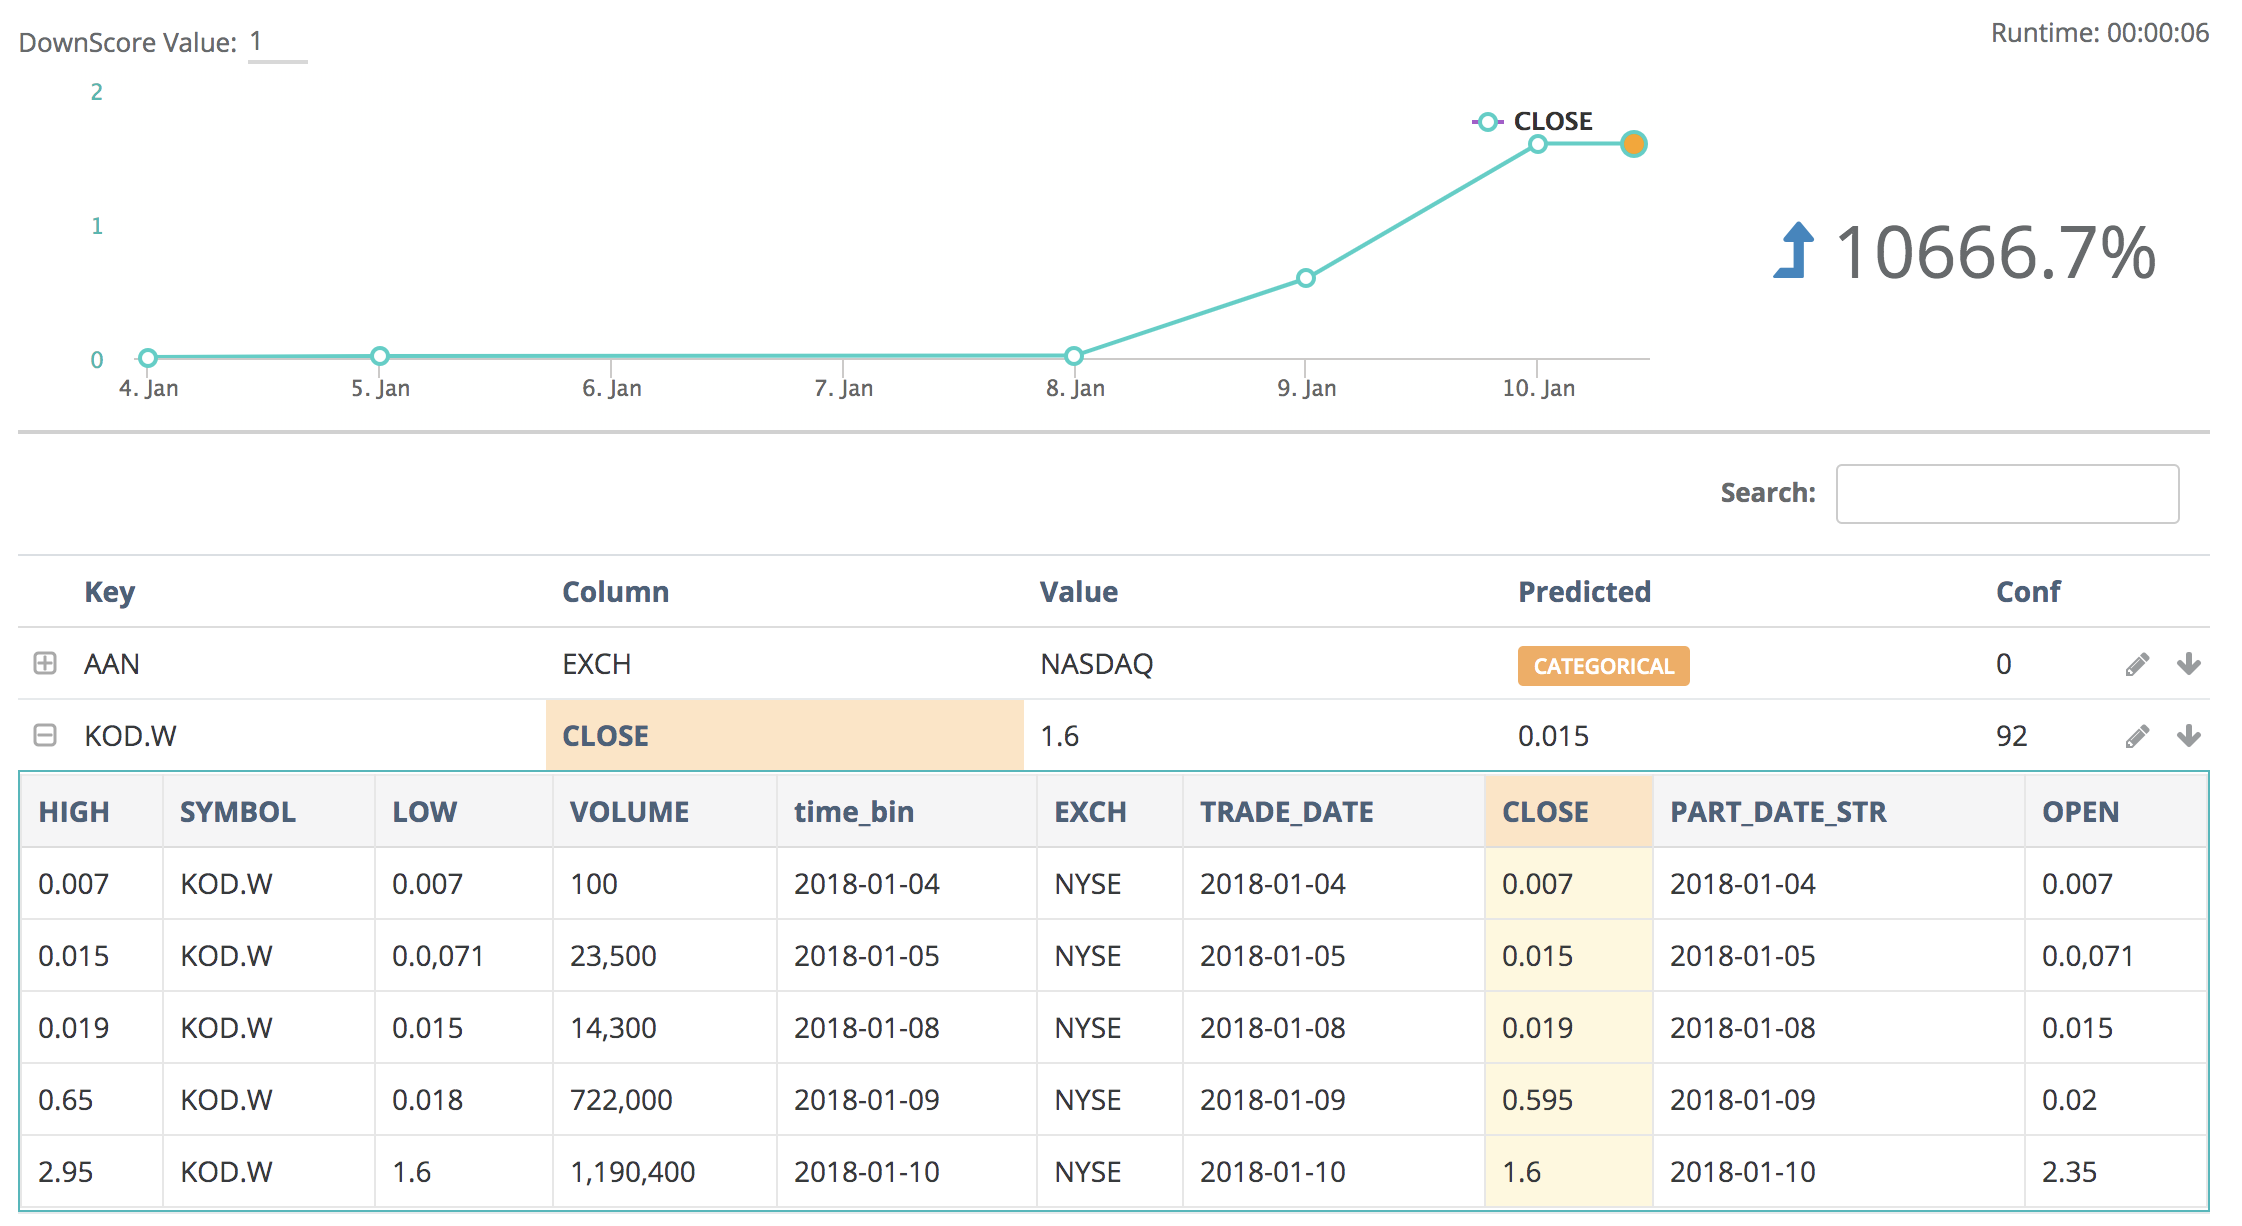 DownScore Value: 1
Runtime: 00:00:06
2
CLOSE
1
10666.7%
0
4. Jan 5. Jan 6. Jan 7. Jan 8. Jan 9. Jan 10. Jan
Search:
Key Column Value Predicted Conf
AAN EXCH NASDAQ CATEGORICAL 0
KOD.W CLOSE 1.6 0.015 92
HIGH SYMBOL LOW VOLUME time_bin EXCH TRADE_DATE CLOSE PART_DATE_STR OPEN
0.007 KOD.W 0.007 100 2018-01-04 NYSE 2018-01-04 0.007 2018-01-04 0.007
0.015 KOD.W 0.0,071 23,500 2018-01-05 NYSE 2018-01-05 0.015 2018-01-05 0.0,071
0.019 KOD.W 0.015 14,300 2018-01-08 NYSE 2018-01-08 0.019 2018-01-08 0.015
0.65 KOD.W 0.018 722,000 2018-01-09 NYSE 2018-01-09 0.595 2018-01-09 0.02
2.95 KOD.W 1.6 1,190,400 2018-01-10 NYSE 2018-01-10 1.6 2018-01-10 2.35